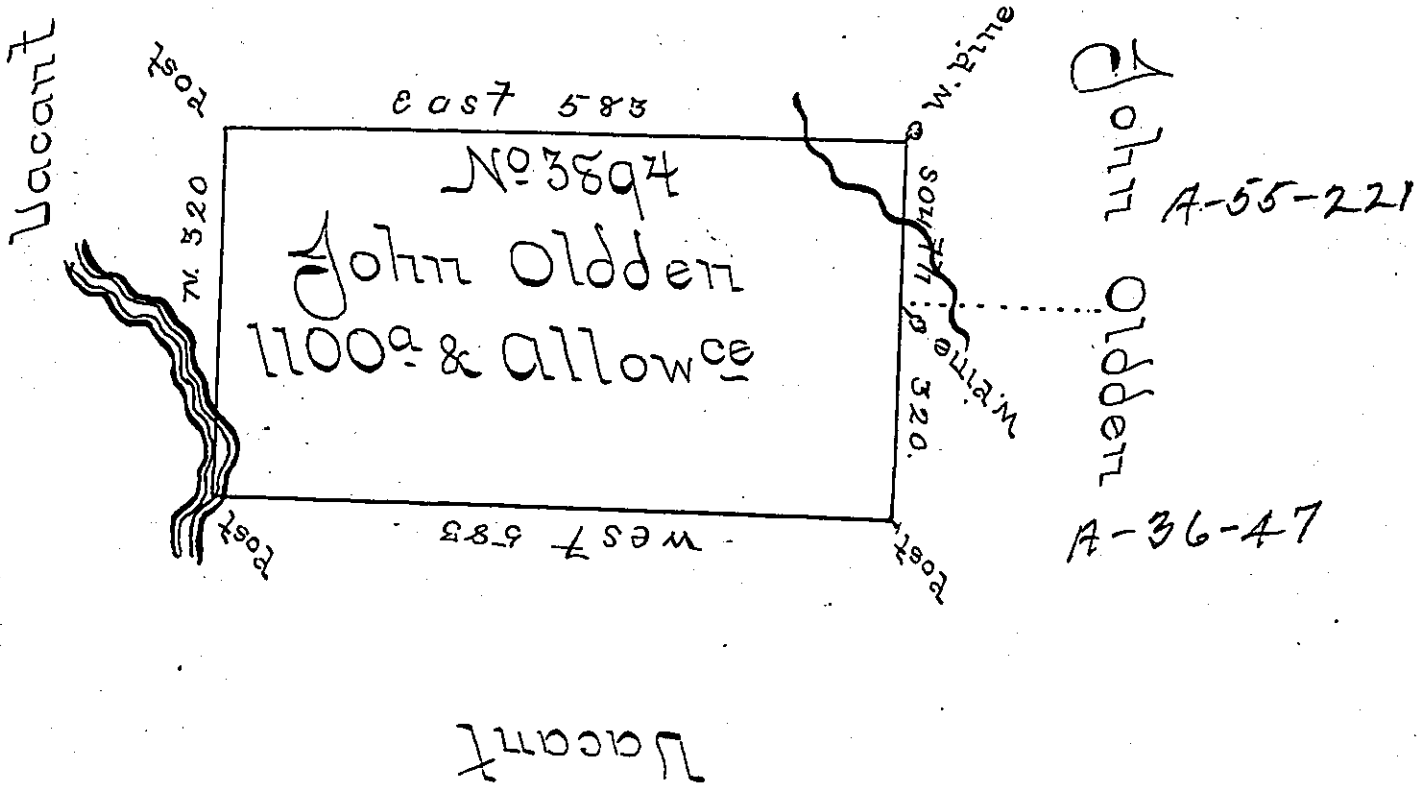 Vacant
Post
East 583
W. pine
N. 320
No 3894
John Oldden
1100a & Allowce
South 320.
W. pine
John Oldden
A-55-221
A-36-47
Post
West 583
Post
Vacant